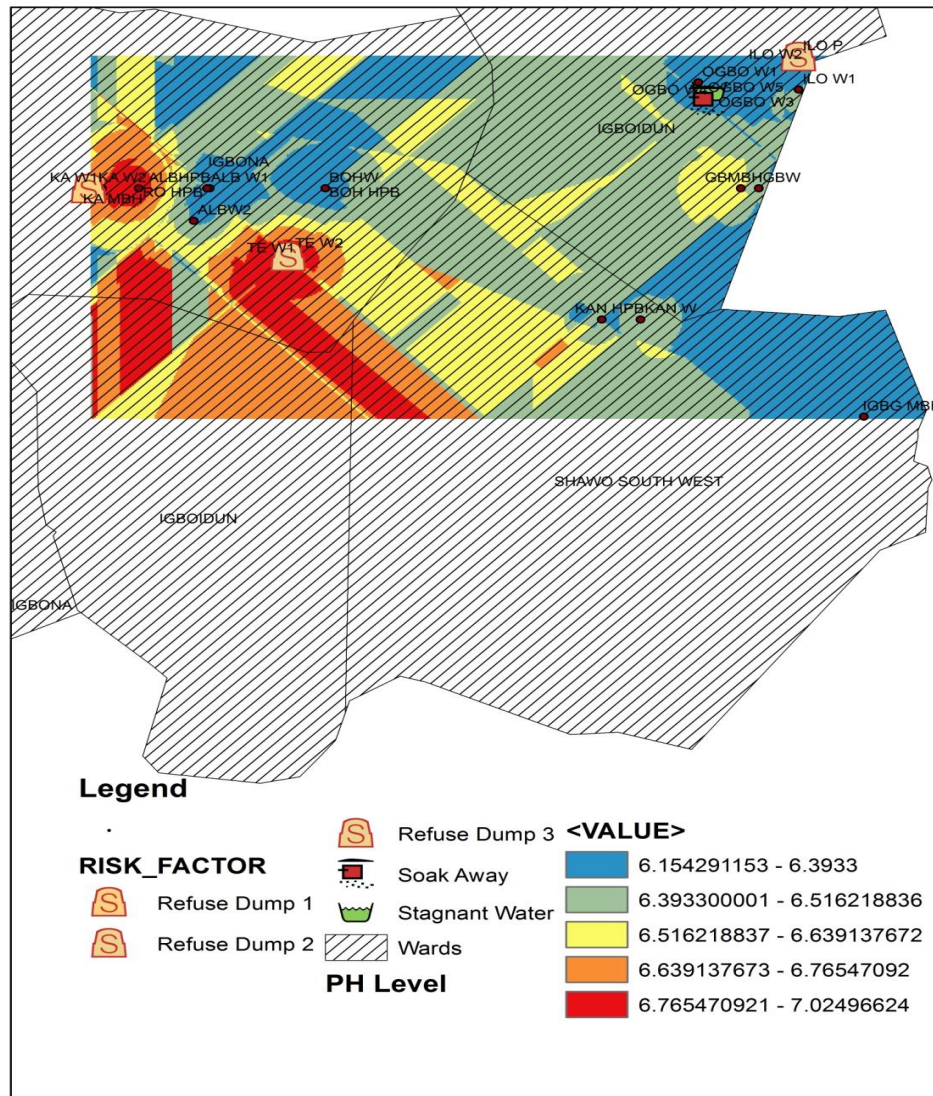 ILO P
ILO W2
OGBO W1
ILO W1
OGBO W5
OGBO W3
IGBOIDUN
IGBONA
KA W1
KA W2
ALBHPB
ALB W1
BOHW
GBMBH
GBW
KA MBH
RO HPB
BOH HPB
ALBW2
TE W1
TE W2
KAN HPB
KAN W
IGBG MBH
SHAWO SOUTH WEST
IGBOIDUN
IGBONA
Legend
RISK_FACTOR
S Refuse Dump 1
S Refuse Dump 2
S Refuse Dump 3
Soak Away
Stagnant Water
Wards
PH Level
<VALUE>
6.154291153 - 6.3933
6.393300001 - 6.516218836
6.516218837 - 6.639137672
6.639137673 - 6.76547092
6.765470921 - 7.02496624